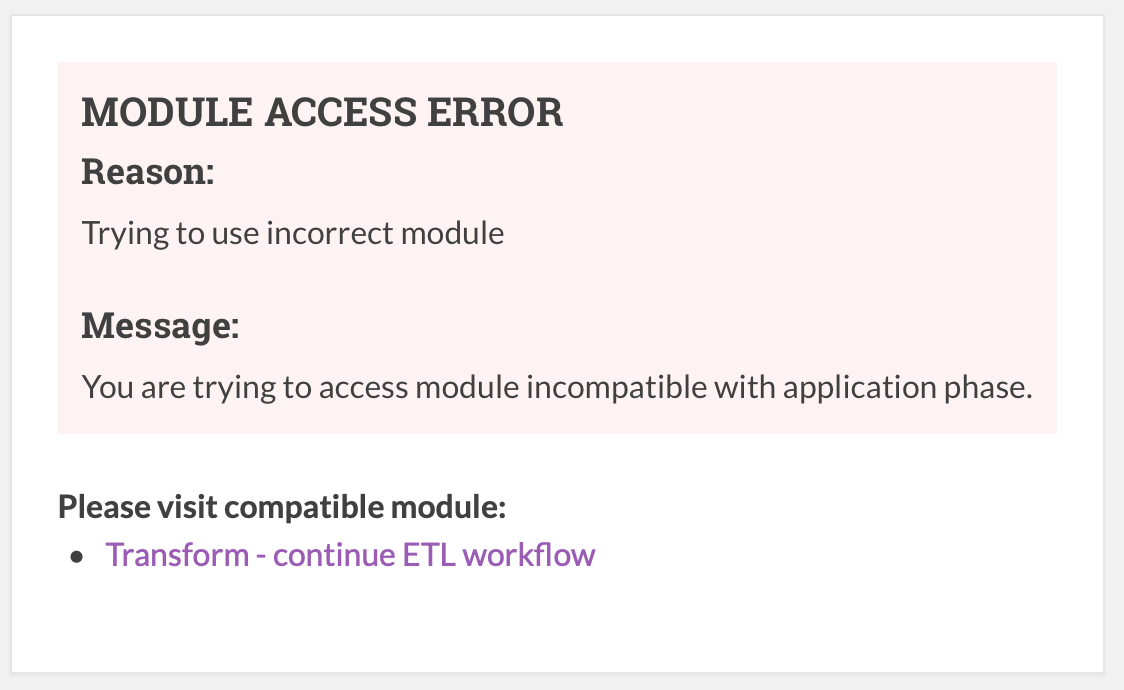 MODULE ACCESS ERROR
Reason:
Trying to use incorrect module
Message:
You are trying to access module incompatible with application phase.
Please visit compatible module:
• Transform - continue ETL workflow